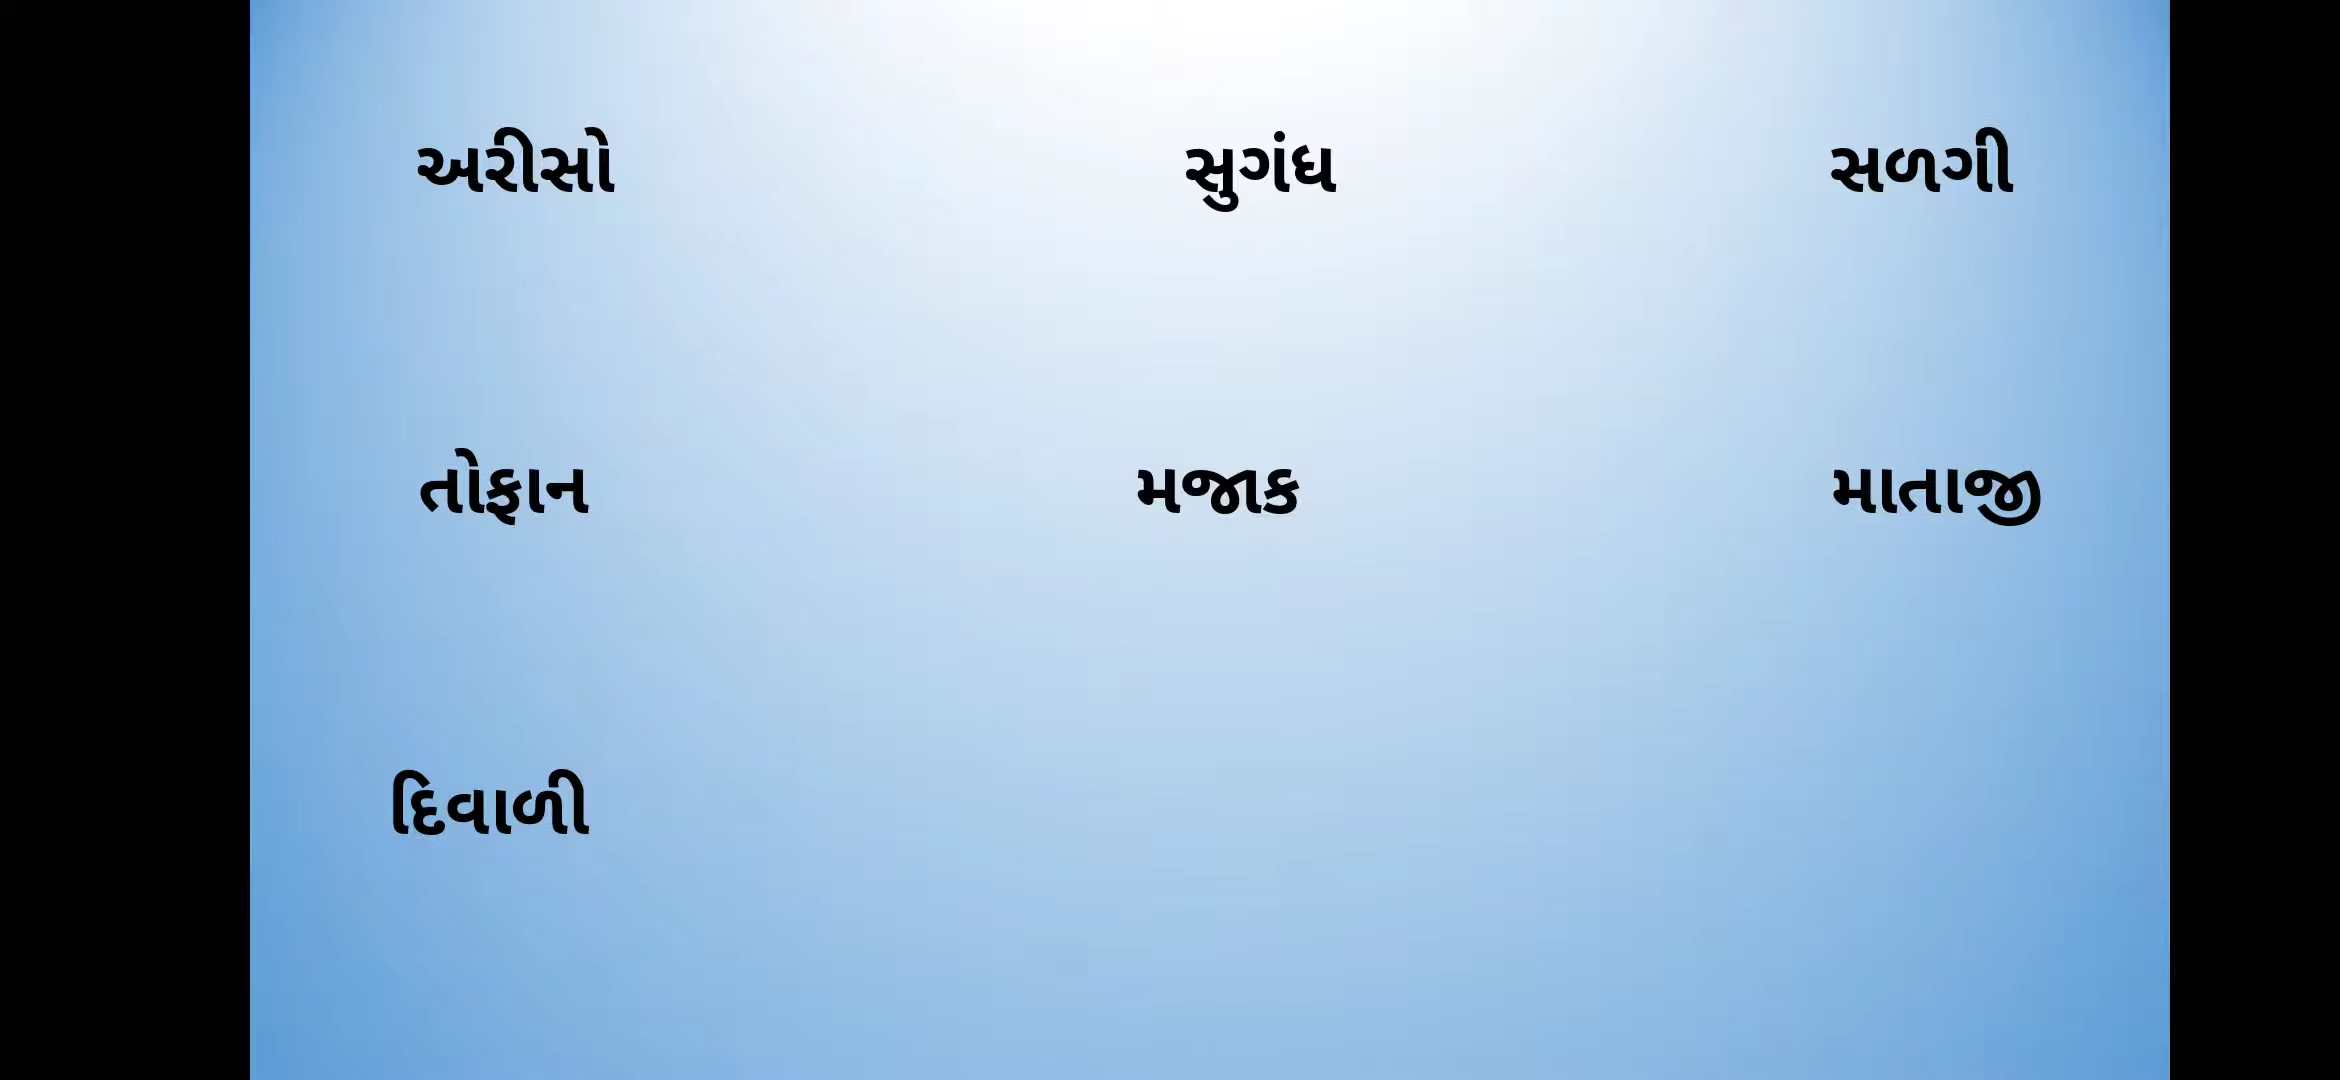 અરીસો સુગંધ સળગી
તોફાન મજાક માતાજી
દિવાળી